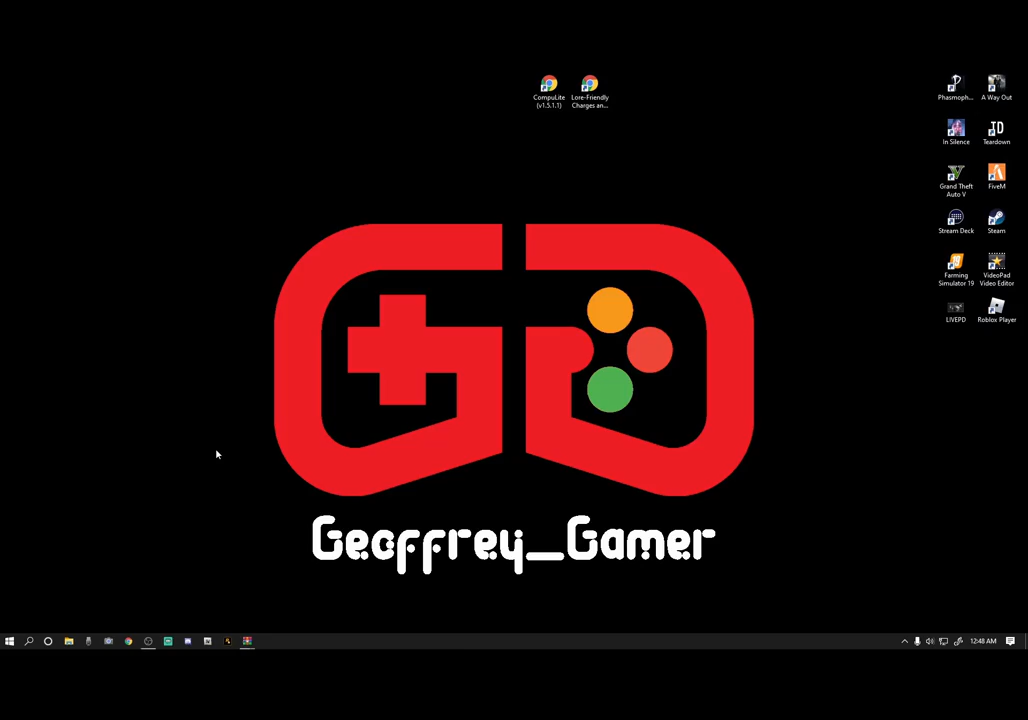 CompuLite
(v1.5.1.1)
Lore-Friendly
Charges an...
Phasmoph...
A Way Out
In Silence
Teardown
Grand Theft
Auto V
FiveM
Stream Deck
Steam
Farming
Simulator 19
VideoPad
Video Editor
LIVEPD
Roblox Player
Geoffrey_Gamer
12:48 AM